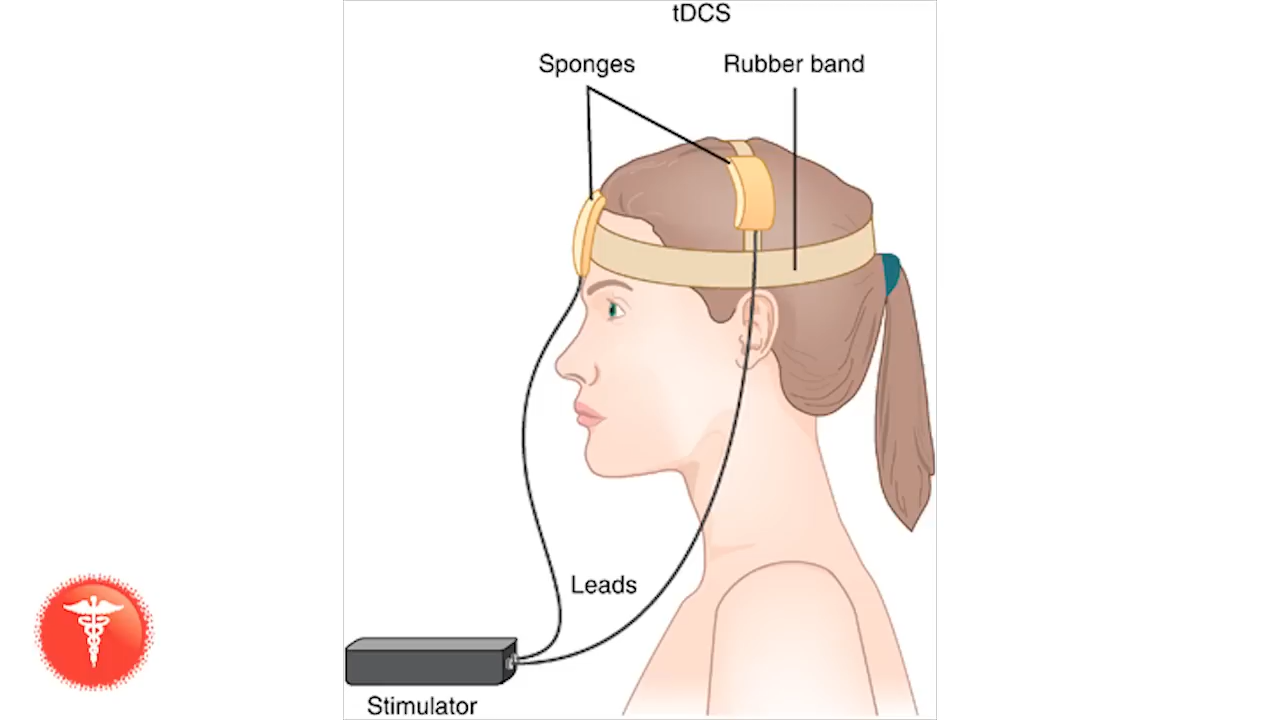 tDCS
Sponges
Rubber band
Leads
Stimulator